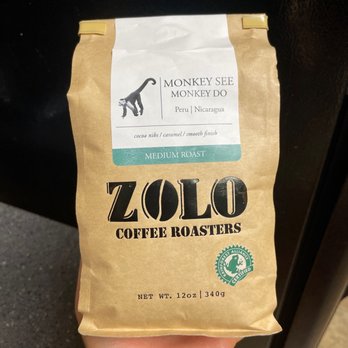 MONKEY SEE
MONKEY DO
Peru | Nicaragua
cocoa nibs / caramel / smooth finish
MEDIUM ROAST
ZOLO
COFFEE ROASTERS
NET WT. 12oz | 340g